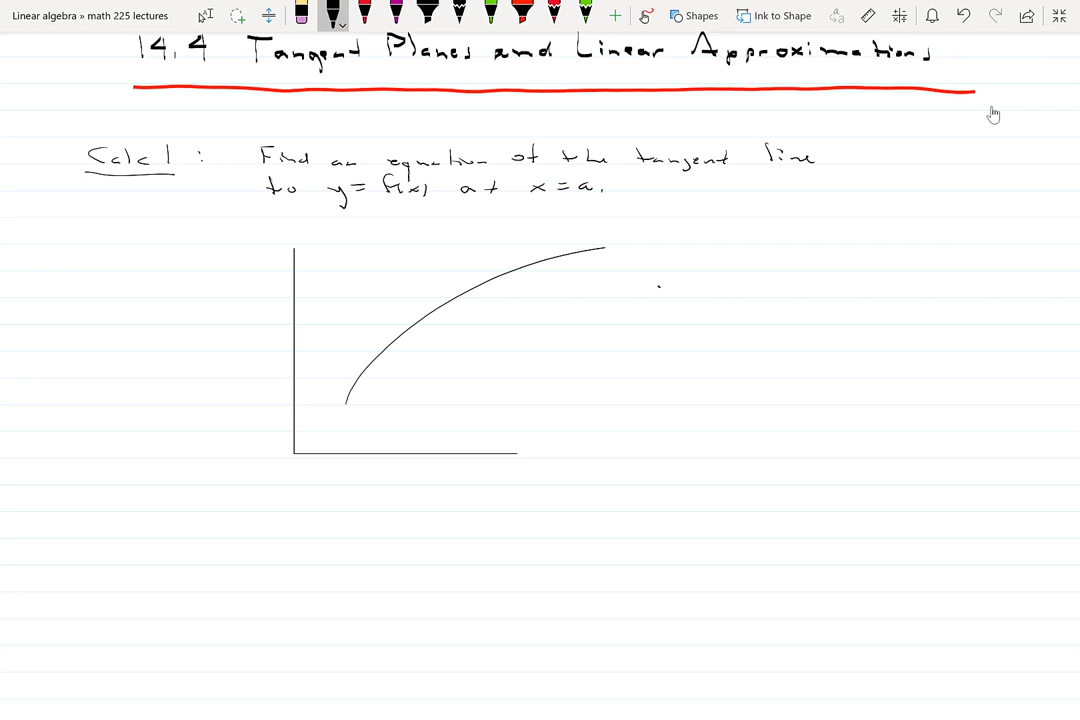 Linear algebra » math 225 lectures
Shapes
Ink to Shape
14.4 Tangent Planes and Linear Approximations
Calc 1 : Find an equation of the tangent line
to y = f(x) at x = a.